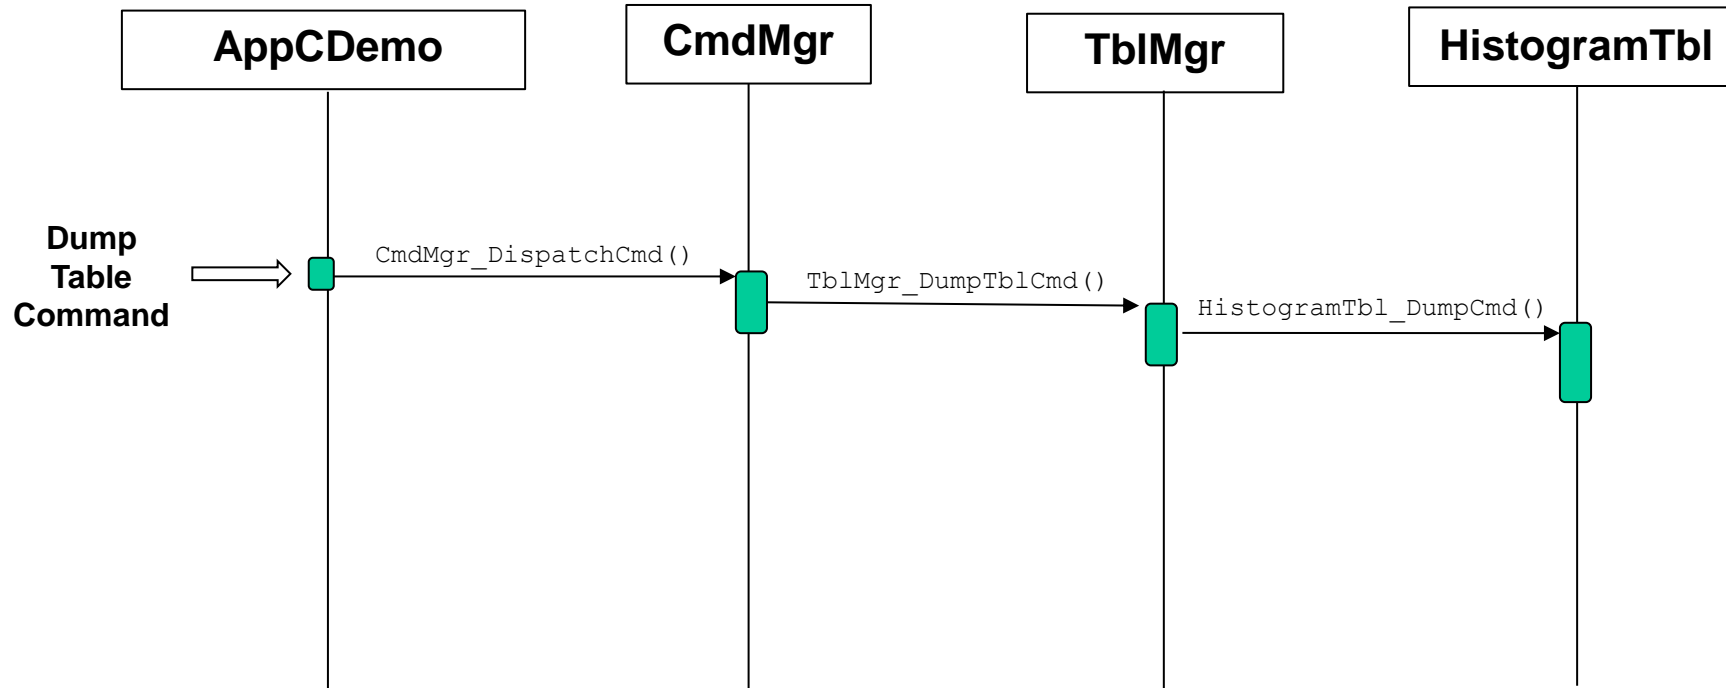 AppCDemo
CmdMgr
TblMgr
HistogramTbl
Dump
Table
Command
CmdMgr_DispatchCmd()
TblMgr_DumpTblCmd()
HistogramTbl_DumpCmd()